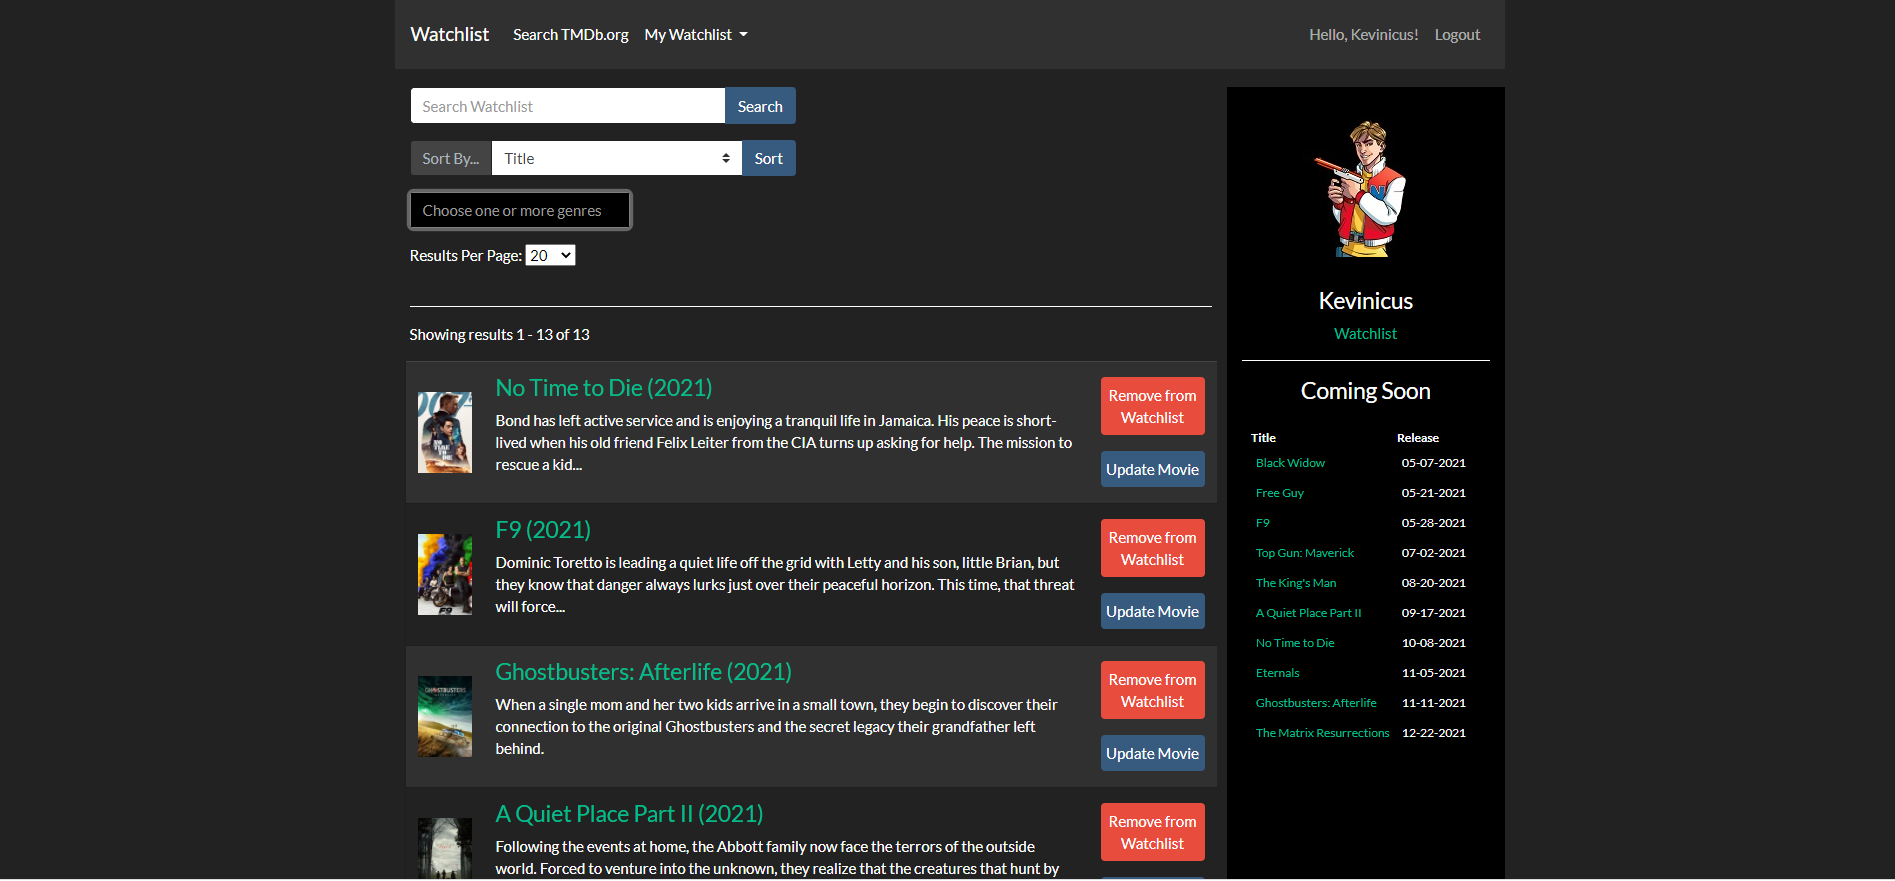 Watchlist Search TMDb.org My Watchlist Hello, Kevinicus! Logout
Search Watchlist Search
Sort By... Title Sort
Choose one or more genres
Results Per Page: 20
Showing results 1 - 13 of 13
No Time to Die (2021)
Bond has left active service and is enjoying a tranquil life in Jamaica. His peace is short-
lived when his old friend Felix Leiter from the CIA turns up asking for help. The mission to
rescue a kid...
Remove from
Watchlist
Update Movie
007
NO
TIME
TO
DIE
F9 (2021)
Dominic Toretto is leading a quiet life off the grid with Letty and his son, little Brian, but
they know that danger always lurks just over their peaceful horizon. This time, that threat
will force...
Remove from
Watchlist
Update Movie
F9
Ghostbusters: Afterlife (2021)
When a single mom and her two kids arrive in a small town, they begin to discover their
connection to the original Ghostbusters and the secret legacy their grandfather left
behind.
Remove from
Watchlist
Update Movie
GHOSTBUSTERS
A Quiet Place Part II (2021)
Following the events at home, the Abbott family now face the terrors of the outside
world. Forced to venture into the unknown, they realize that the creatures that hunt by
Remove from
Watchlist
N
Kevinicus
Watchlist
Coming Soon
Title Release
Black Widow 05-07-2021
Free Guy 05-21-2021
F9 05-28-2021
Top Gun: Maverick 07-02-2021
The King's Man 08-20-2021
A Quiet Place Part II 09-17-2021
No Time to Die 10-08-2021
Eternals 11-05-2021
Ghostbusters: Afterlife 11-11-2021
The Matrix Resurrections 12-22-2021